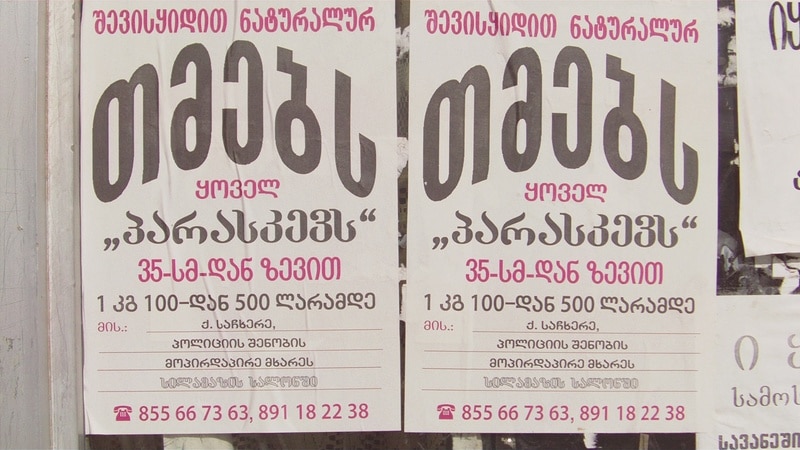 შევისყიდით ნატურალურ
თმებს
ყოველ
„პარასკევს“
35-სმ-დან ზევით
1 კგ 100–დან 500 ლარამდე
მის.: ქ. საჩხერე,
პოლიციის შენობის
მოპირდაპირე მხარეს
სილამაზის სალონში
☎ 855 66 73 63, 891 18 22 38
შევისყიდით ნატურალურ
თმებს
ყოველ
„პარასკევს“
35-სმ-დან ზევით
1 კგ 100–დან 500 ლარამდე
მის.: ქ. საჩხერე,
პოლიციის შენობის
მოპირდაპირე მხარეს
სილამაზის სალონში
☎ 855 66 73 63, 891 18 22 38